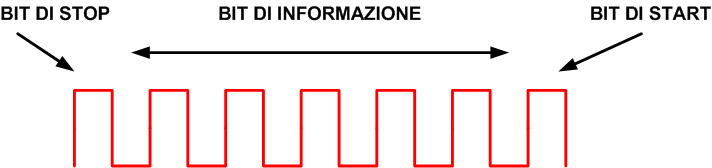 BIT DI STOP
BIT DI INFORMAZIONE
BIT DI START